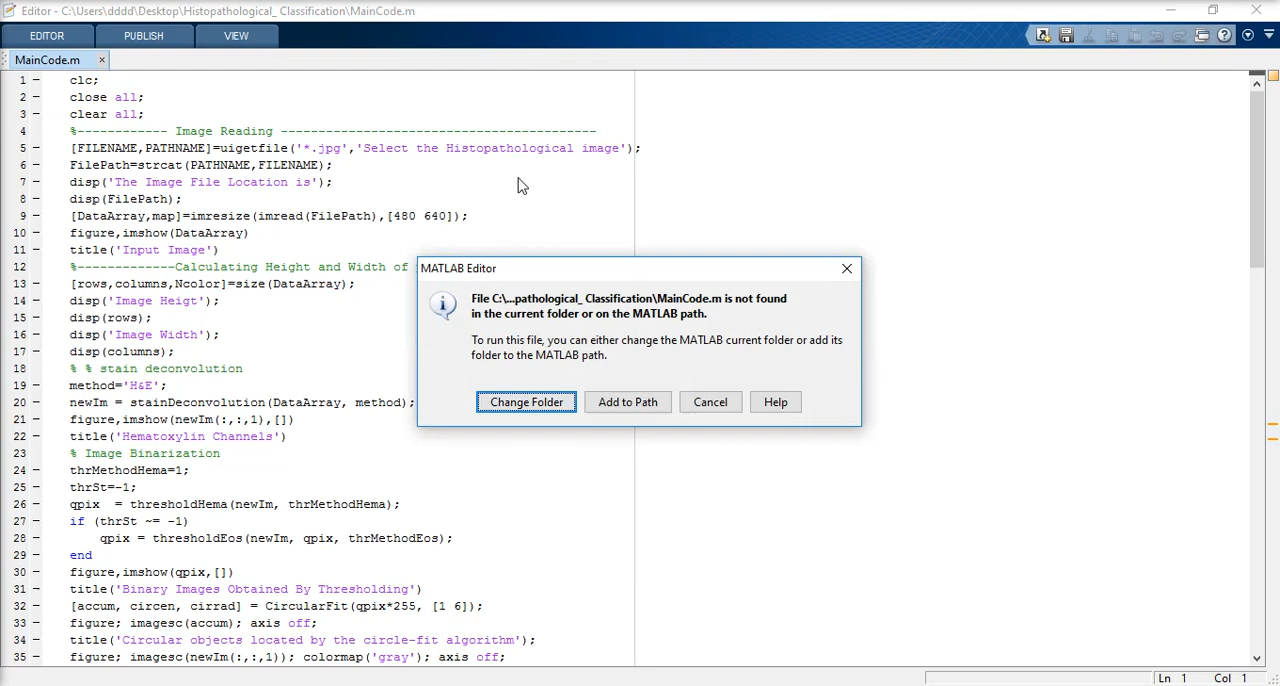 Editor - C:\Users\dddd\Desktop\Histopathological_ Classification\MainCode.m
EDITOR PUBLISH VIEW
MainCode.m ×
1 - clc;
2 - close all;
3 - clear all;
4 %------------ Image Reading ------------------------------------------
5 - [FILENAME,PATHNAME]=uigetfile('*.jpg','Select the Histopathological image');
6 - FilePath=strcat(PATHNAME,FILENAME);
7 - disp('The Image File Location is');
8 - disp(FilePath);
9 - [DataArray,map]=imresize(imread(FilePath),[480 640]);
10 - figure,imshow(DataArray)
11 - title('Input Image')
12 %-------------Calculating Height and Width of
13 - [rows,columns,Ncolor]=size(DataArray);
14 - disp('Image Heigt');
15 - disp(rows);
16 - disp('Image Width');
17 - disp(columns);
18 % % stain deconvolution
19 - method='H&E';
20 - newIm = stainDeconvolution(DataArray, method);
21 - figure,imshow(newIm(:,:,1),[])
22 - title('Hematoxylin Channels')
23 % Image Binarization
24 - thrMethodHema=1;
25 - thrSt=-1;
26 - qpix  = thresholdHema(newIm, thrMethodHema);
27 - if (thrSt ~= -1)
28 - qpix = thresholdEos(newIm, qpix, thrMethodEos);
29 - end
30 - figure,imshow(qpix,[])
31 - title('Binary Images Obtained By Thresholding')
32 - [accum, circen, cirrad] = CircularFit(qpix*255, [1 6]);
33 - figure; imagesc(accum); axis off;
34 - title('Circular objects located by the circle-fit algorithm');
35 - figure; imagesc(newIm(:,:,1)); colormap('gray'); axis off;
MATLAB Editor
File C:\...pathological_ Classification\MainCode.m is not found
in the current folder or on the MATLAB path.
To run this file, you can either change the MATLAB current folder or add its
folder to the MATLAB path.
Change Folder Add to Path Cancel Help
Ln 1 Col 1